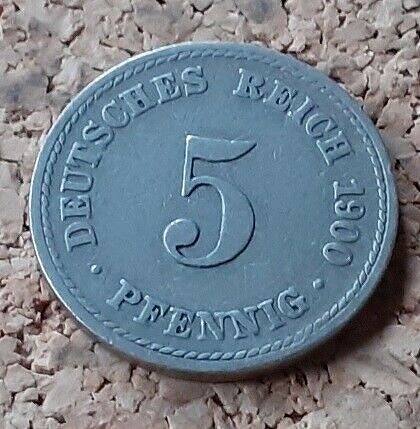 DEUTSCHES REICH 1900
5
· PFENNIG ·